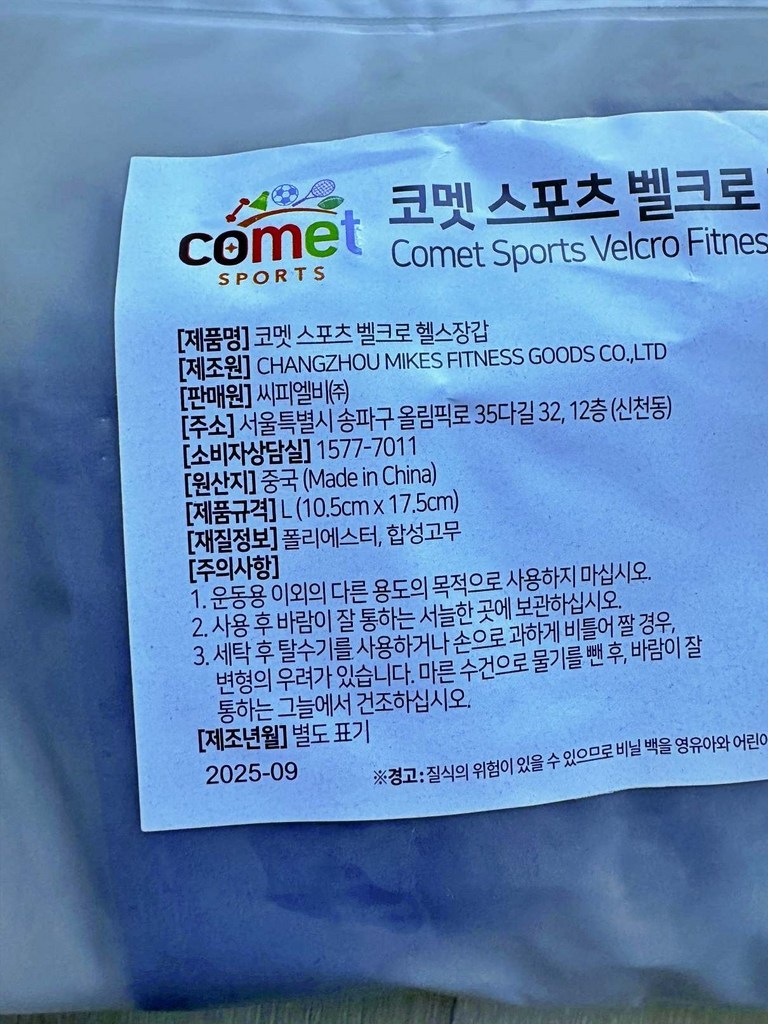 comet
SPORTS
코멧 스포츠 벨크로
Comet Sports Velcro Fitnes
[제품명] 코멧 스포츠 벨크로 헬스장갑
[제조원] CHANGZHOU MIKES FITNESS GOODS CO.,LTD
[판매원] 씨피엘비㈜
[주소] 서울특별시 송파구 올림픽로 35다길 32, 12층 (신천동)
[소비자상담실] 1577-7011
[원산지] 중국 (Made in China)
[제품규격] L (10.5cm x 17.5cm)
[재질정보] 폴리에스터, 합성고무
[주의사항]
1. 운동용 이외의 다른 용도의 목적으로 사용하지 마십시오.
2. 사용 후 바람이 잘 통하는 서늘한 곳에 보관하십시오.
3. 세탁 후 탈수기를 사용하거나 손으로 과하게 비틀어 짤 경우,
변형의 우려가 있습니다. 마른 수건으로 물기를 뺀 후, 바람이 잘
통하는 그늘에서 건조하십시오.
[제조년월] 별도 표기
2025-09
※경고 : 질식의 위험이 있을 수 있으므로 비닐 백을 영유아와 어린이